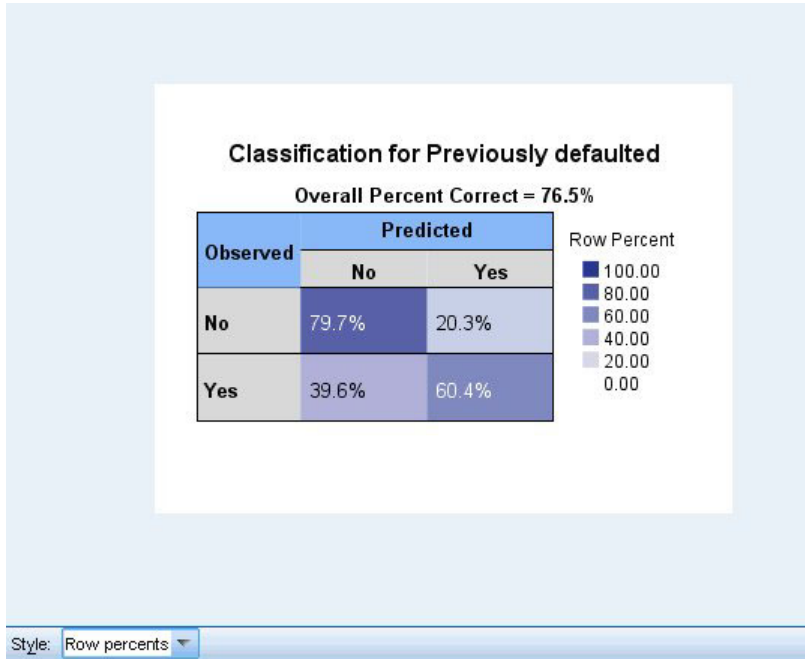 Classification for Previously defaulted
Overall Percent Correct = 76.5%
Observed
Predicted
No Yes
No 79.7% 20.3%
Yes 39.6% 60.4%
Row Percent
100.00
80.00
60.00
40.00
20.00
0.00
Style: Row percents